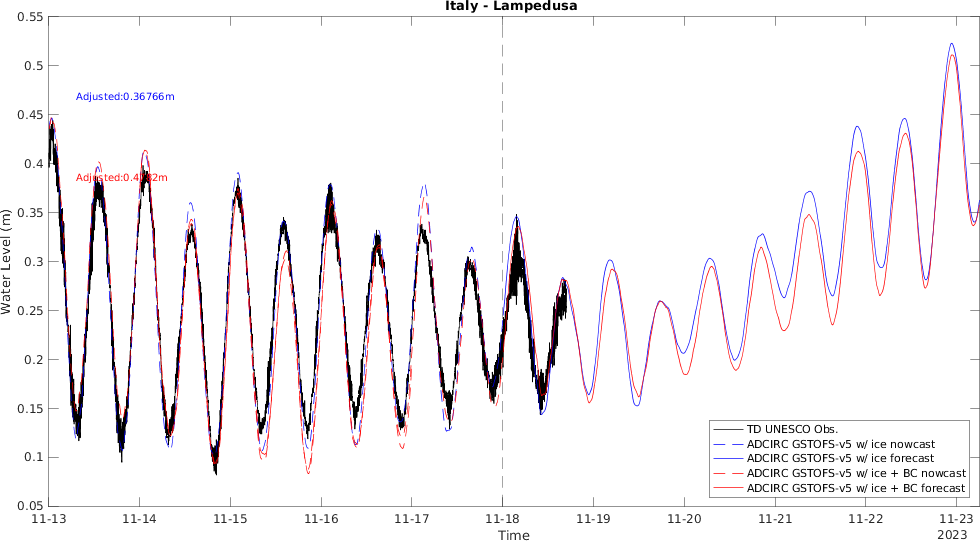 Italy - Lampedusa
0.55
0.5
0.45
0.4
0.35
0.3
0.25
0.2
0.15
0.1
0.05
Water Level (m)
Adjusted:0.36766m
TD UNESCO Obs.
ADCIRC GSTOFS-v5 w/ ice nowcast
ADCIRC GSTOFS-v5 w/ ice forecast
ADCIRC GSTOFS-v5 w/ ice + BC nowcast
ADCIRC GSTOFS-v5 w/ ice + BC forecast
11-13 11-14 11-15 11-16 11-17 11-18 11-19 11-20 11-21 11-22 11-23
Time
2023